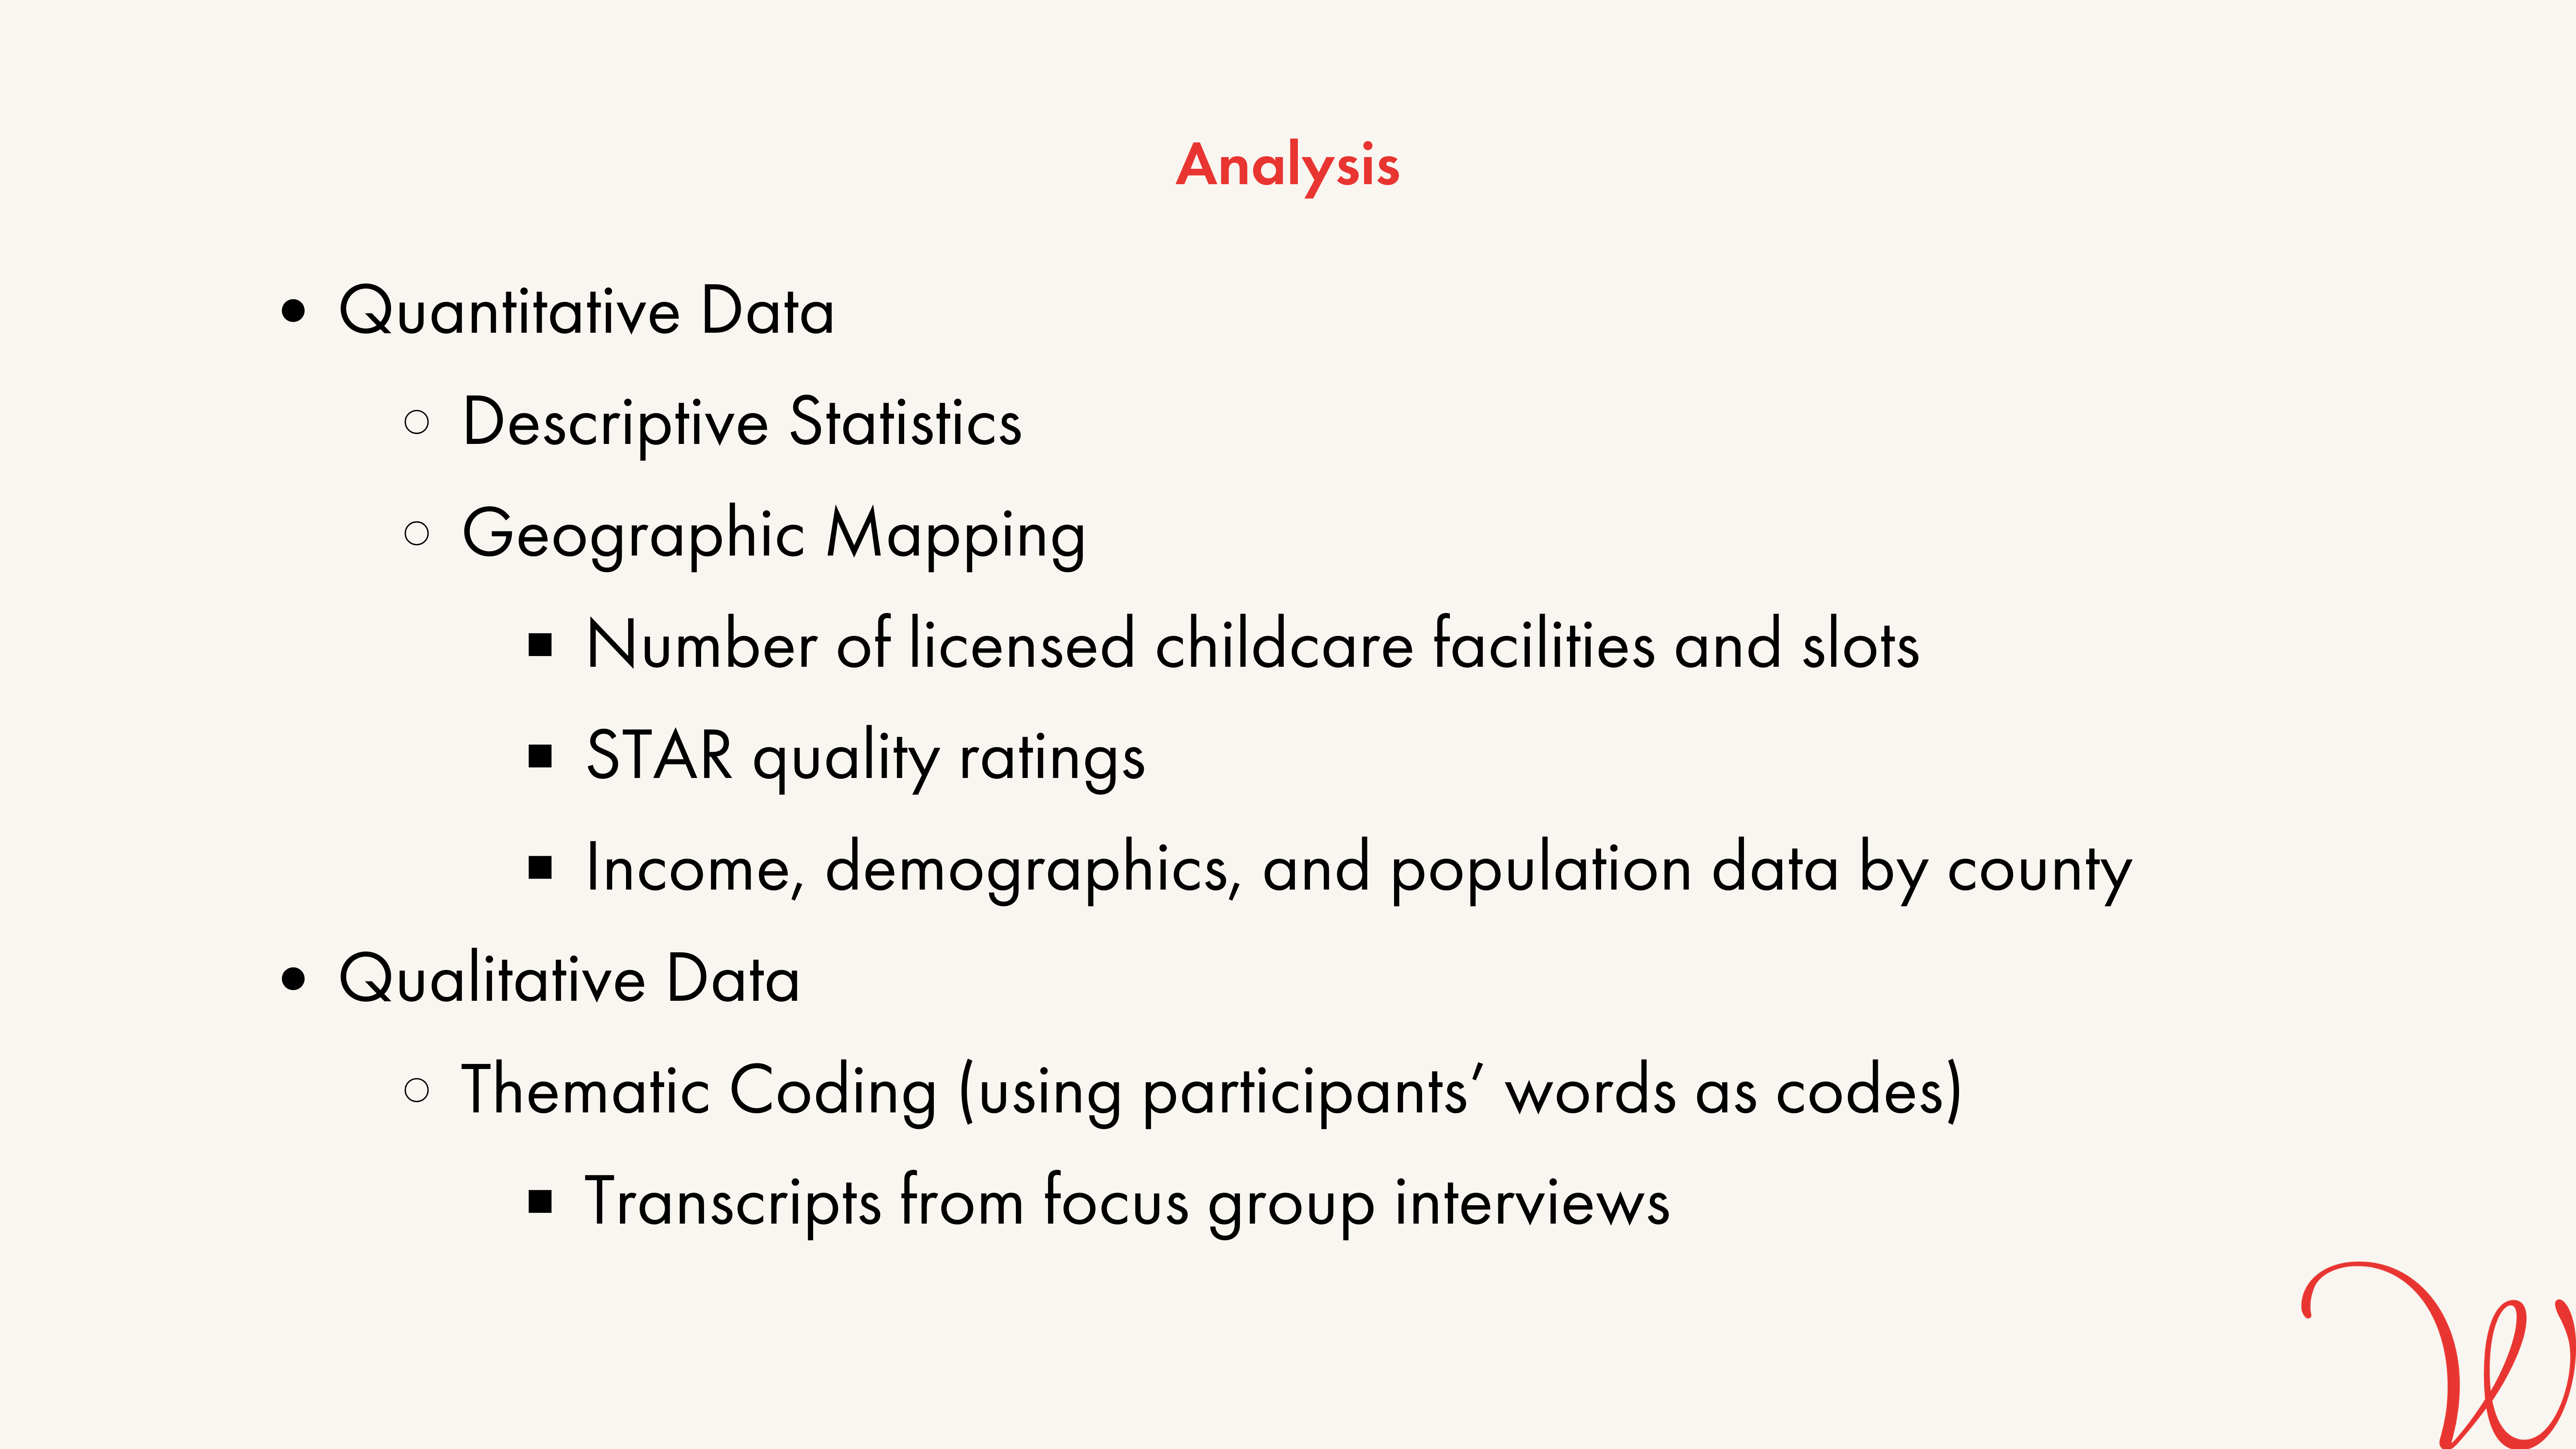 Analysis
• Quantitative Data
○ Descriptive Statistics
○ Geographic Mapping
■ Number of licensed childcare facilities and slots
■ STAR quality ratings
■ Income, demographics, and population data by county
• Qualitative Data
○ Thematic Coding (using participants’ words as codes)
■ Transcripts from focus group interviews
W